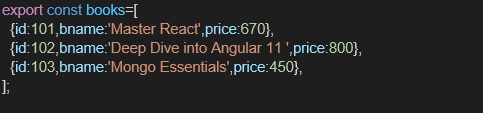 export const books=[
{id:101,bname:'Master React',price:670},
{id:102,bname:'Deep Dive into Angular 11 ',price:800},
{id:103,bname:'Mongo Essentials',price:450},
];